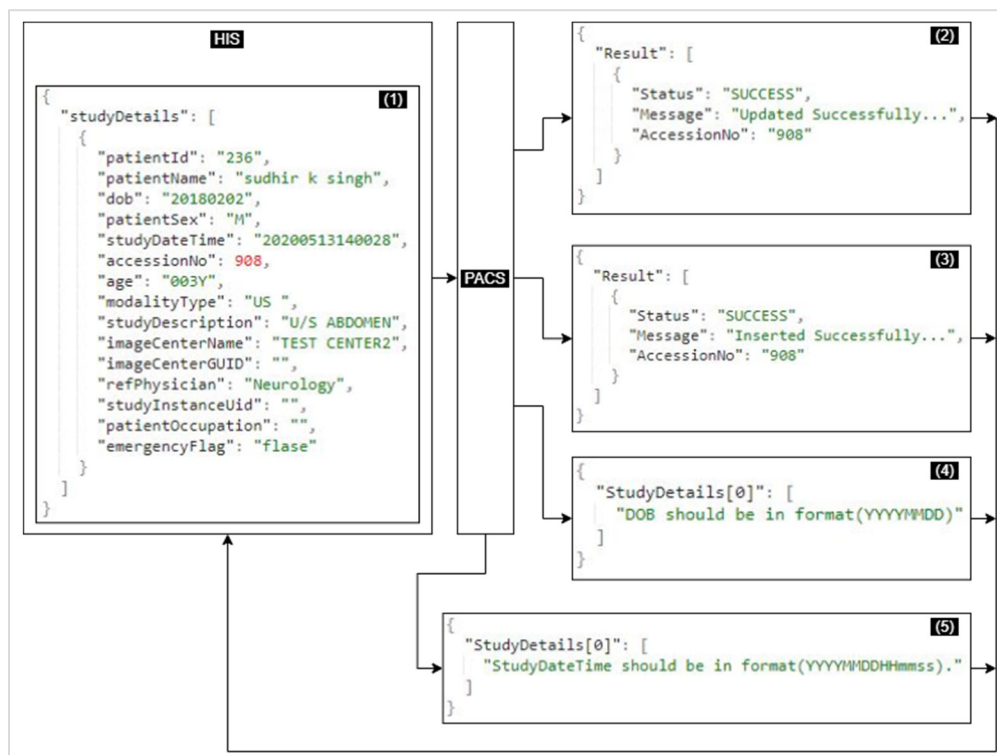 HIS
(1)
{
"studyDetails": [
{
"patientId": "236",
"patientName": "sudhir k singh",
"dob": "20180202",
"patientSex": "M",
"studyDateTime": "20200513140028",
"accessionNo": 908,
"age": "003Y",
"modalityType": "US ",
"studyDescription": "U/S ABDOMEN",
"imageCenterName": "TEST CENTER2",
"imageCenterGUID": "",
"refPhysician": "Neurology",
"studyInstanceUid": "",
"patientOccupation": "",
"emergencyFlag": "flase"
}
]
}
PACS
(2)
{
"Result": [
{
"Status": "SUCCESS",
"Message": "Updated Successfully...",
"AccessionNo": "908"
}
]
}
(3)
{
"Result": [
{
"Status": "SUCCESS",
"Message": "Inserted Successfully...",
"AccessionNo": "908"
}
]
}
(4)
{
"StudyDetails[0]": [
"DOB should be in format(YYYYMMDD)"
]
}
(5)
{
"StudyDetails[0]": [
"StudyDateTime should be in format(YYYYMMDDHHmmss)."
]
}